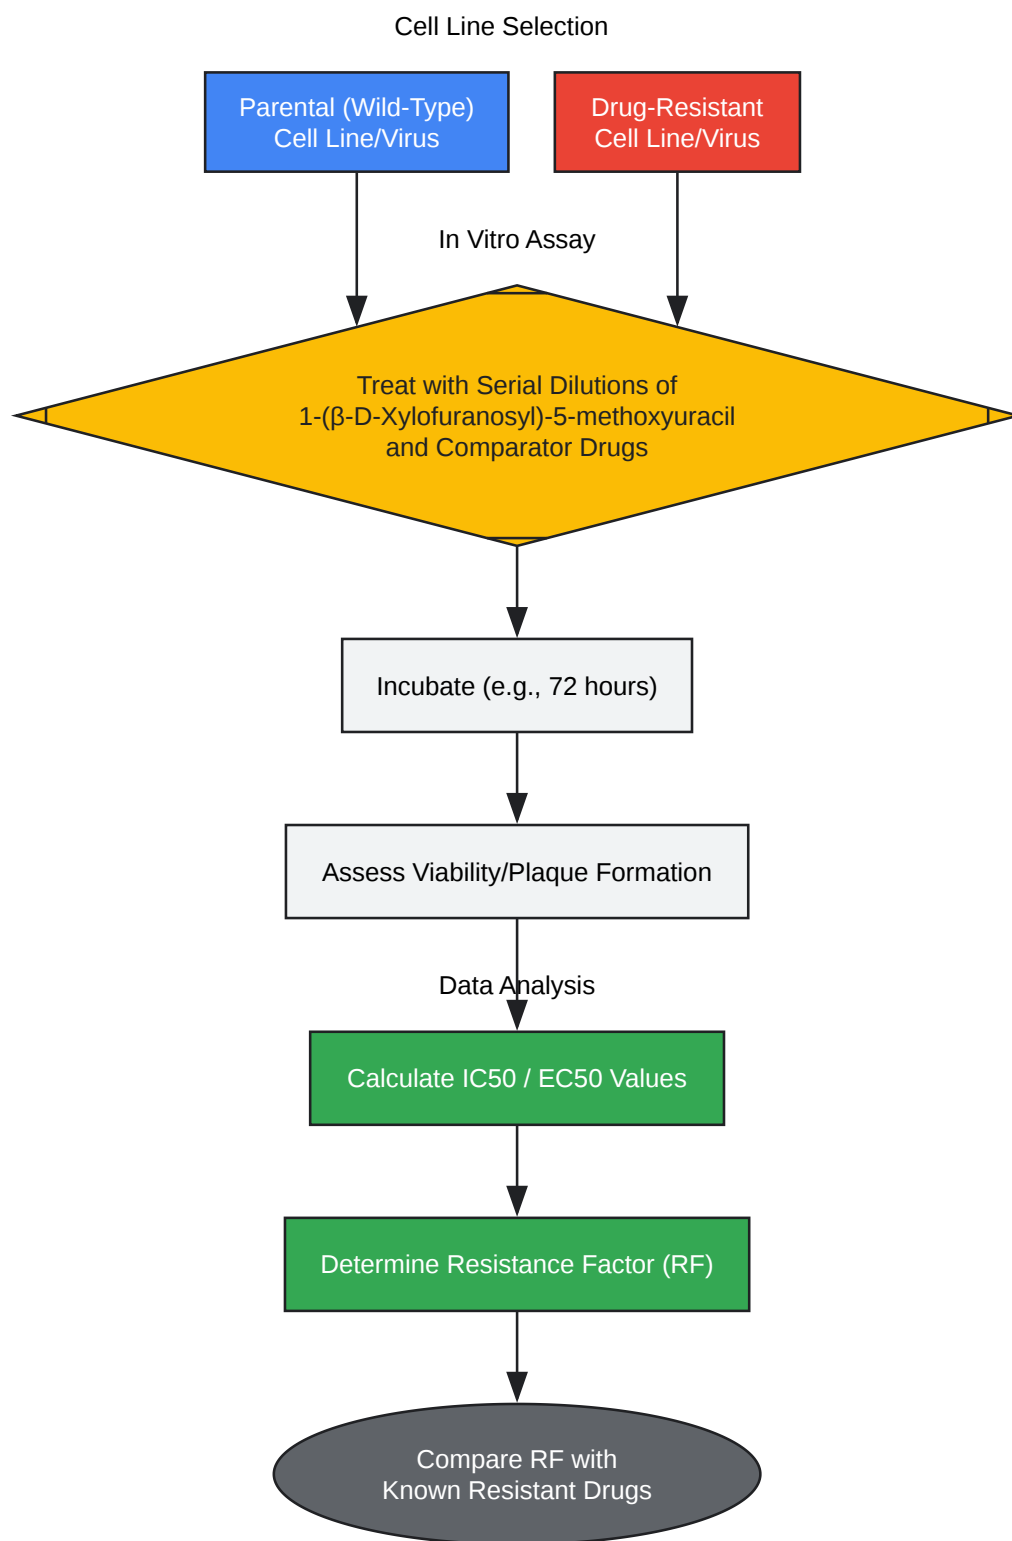 Cell Line Selection
Parental (Wild-Type)
Cell Line/Virus
Drug-Resistant
Cell Line/Virus
In Vitro Assay
Treat with Serial Dilutions of
1-(β-D-Xylofuranosyl)-5-methoxyuracil
and Comparator Drugs
Incubate (e.g., 72 hours)
Assess Viability/Plaque Formation
Data Analysis
Calculate IC50 / EC50 Values
Determine Resistance Factor (RF)
Compare RF with
Known Resistant Drugs